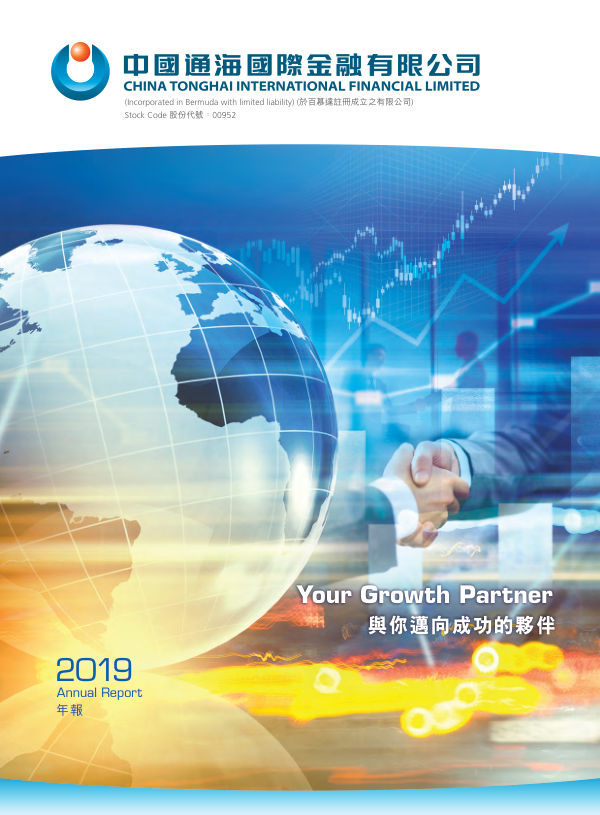 中國通海國際金融有限公司
CHINA TONGHAI INTERNATIONAL FINANCIAL LIMITED
(Incorporated in Bermuda with limited liability) (於百慕達註冊成立之有限公司)
Stock Code 股份代號：00952
Your Growth Partner
與你邁向成功的夥伴
2019
Annual Report
年報